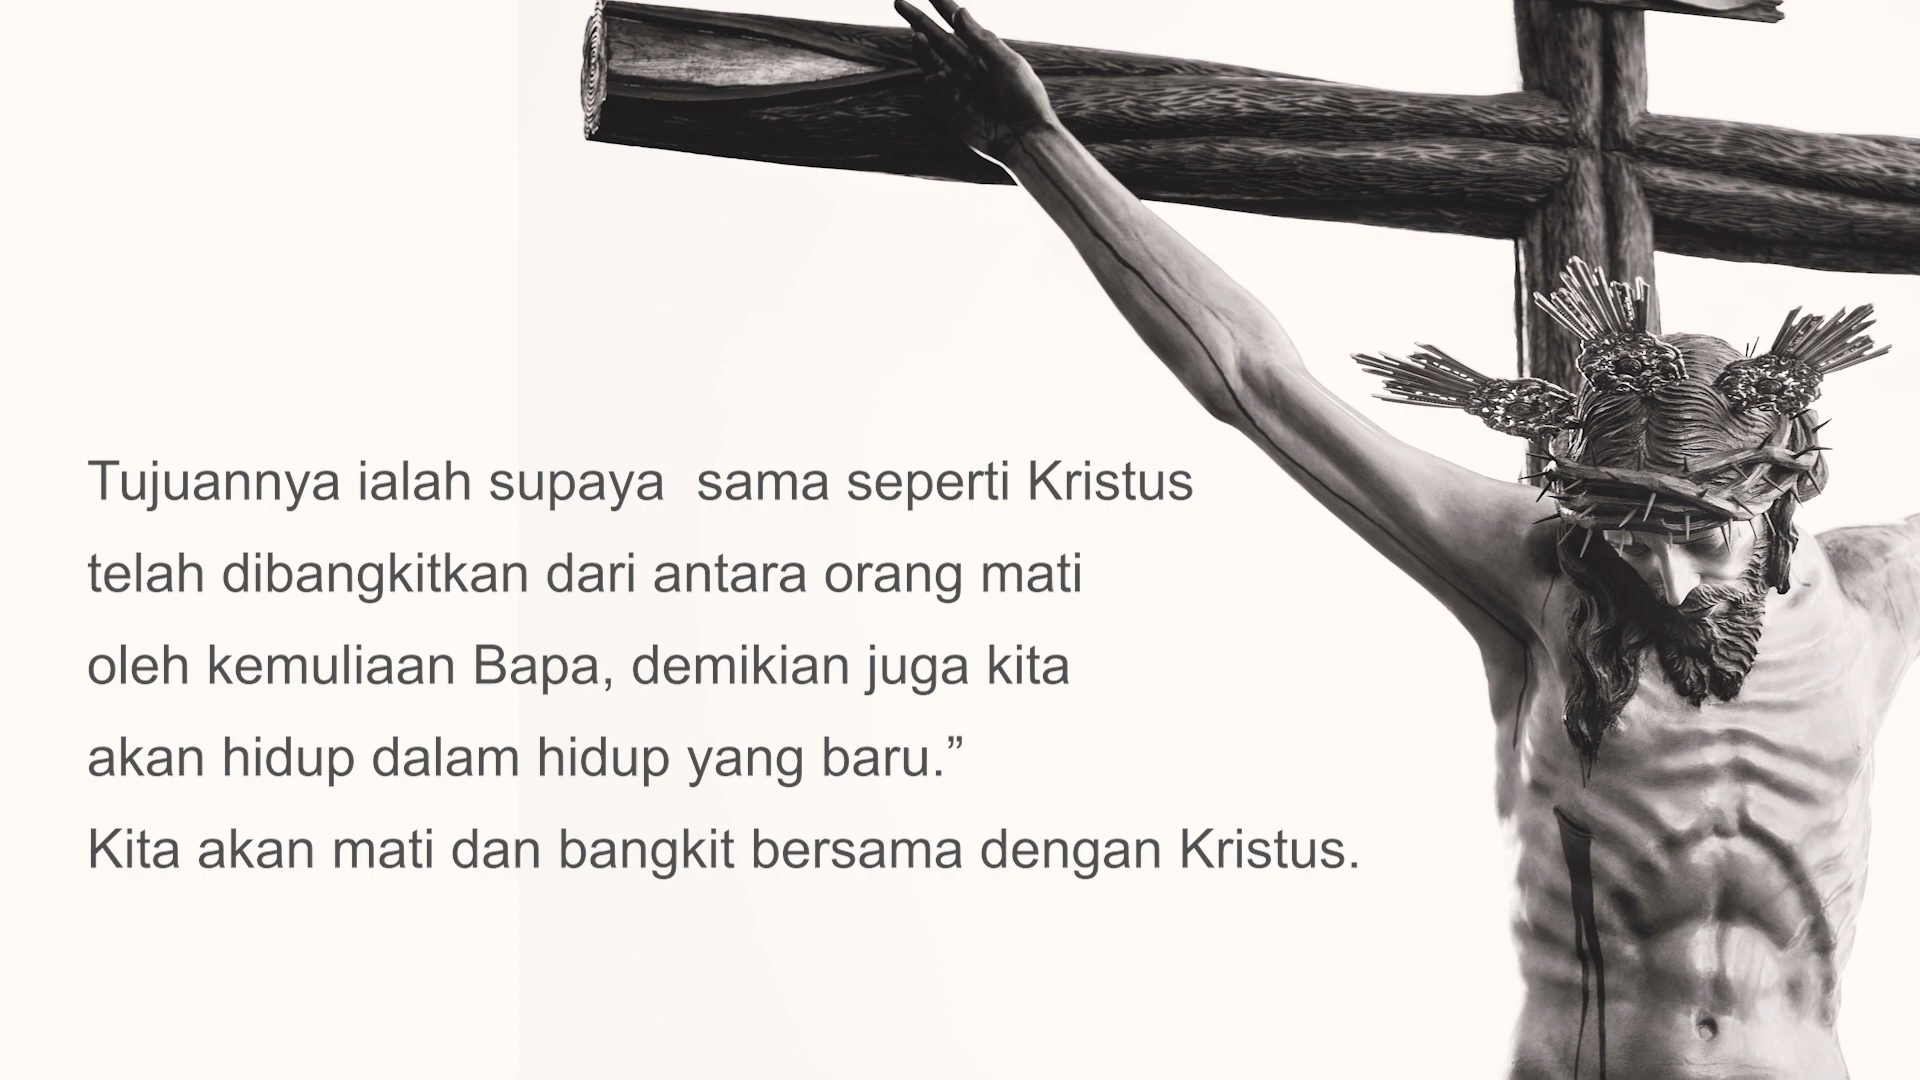 Tujuannya ialah supaya  sama seperti Kristus
telah dibangkitkan dari antara orang mati
oleh kemuliaan Bapa, demikian juga kita
akan hidup dalam hidup yang baru.”
Kita akan mati dan bangkit bersama dengan Kristus.